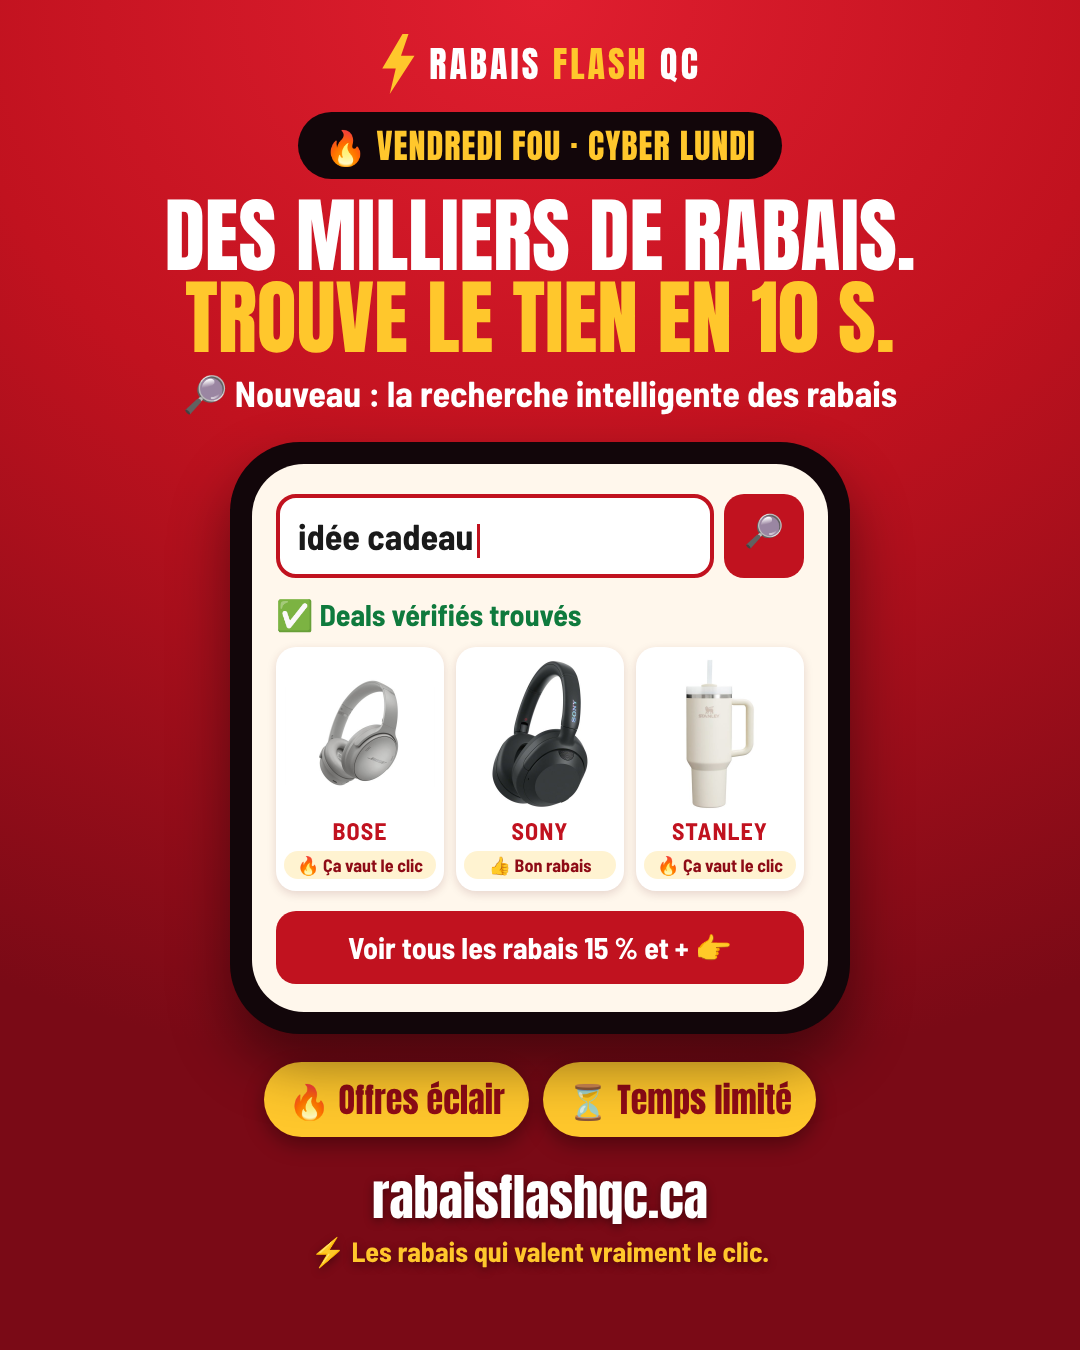 RABAIS FLASH QC
🔥 VENDREDI FOU · CYBER LUNDI
DES MILLIERS DE RABAIS.
TROUVE LE TIEN EN 10 S.
🔎 Nouveau : la recherche intelligente des rabais
idée cadeau
✅ Deals vérifiés trouvés
SONY
STANLEY
BOSE
SONY
STANLEY
🔥 Ça vaut le clic
👍 Bon rabais
🔥 Ça vaut le clic
Voir tous les rabais 15 % et + 👉
🔥 Offres éclair
⏳ Temps limité
rabaisflashqc.ca
⚡ Les rabais qui valent vraiment le clic.